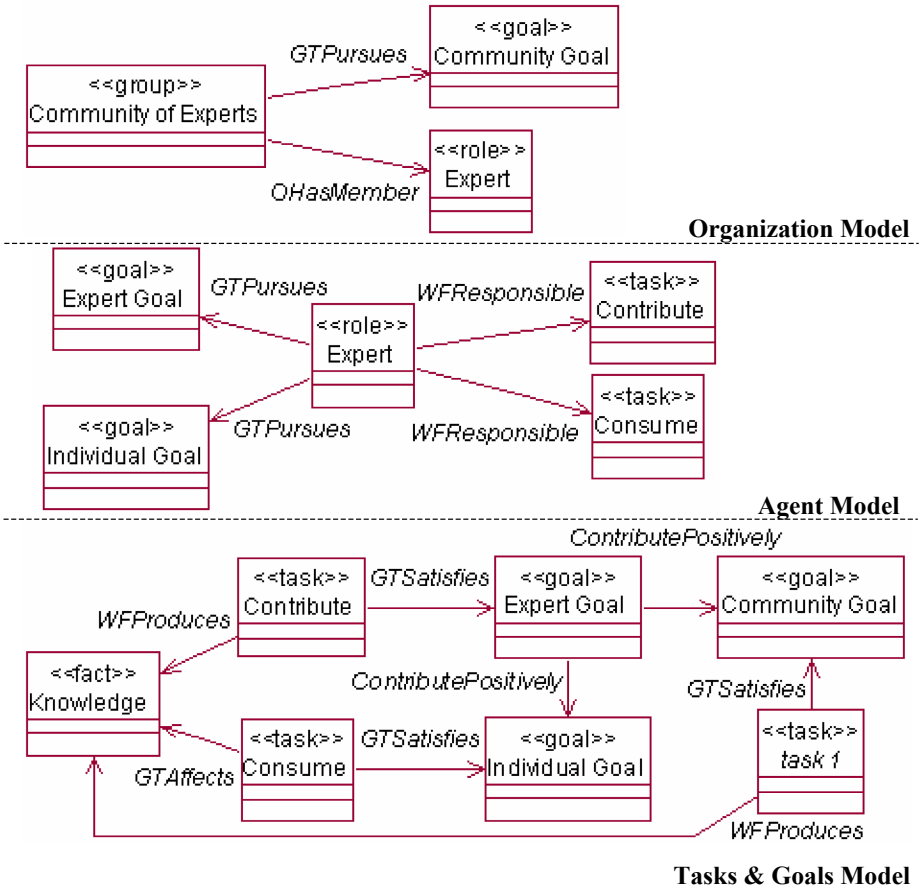 <<goal>>
Community Goal
GTPursues
<<group>>
Community of Experts
<<role>>
Expert
OHasMember
Organization Model
<<goal>>
Expert Goal
GTPursues
WFResponsible
<<task>>
Contribute
<<role>>
Expert
<<goal>>
Individual Goal
GTPursues
WFResponsible
<<task>>
Consume
Agent Model
ContributePositively
<<task>>
Contribute
GTSatisfies
<<goal>>
Expert Goal
<<goal>>
Community Goal
WFProduces
<<fact>>
Knowledge
ContributePositively
GTSatisfies
<<task>>
Consume
GTSatisfies
<<goal>>
Individual Goal
<<task>>
task 1
GTAffects
WFProduces
Tasks & Goals Model